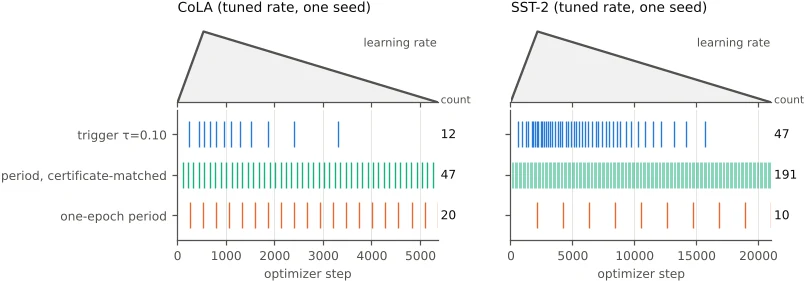 CoLA (tuned rate, one seed)
SST-2 (tuned rate, one seed)
learning rate
learning rate
count
count
trigger τ=0.10
12
47
period, certificate-matched
47
191
one-epoch period
20
10
0 1000 2000 3000 4000 5000
0 5000 10000 15000 20000
optimizer step
optimizer step